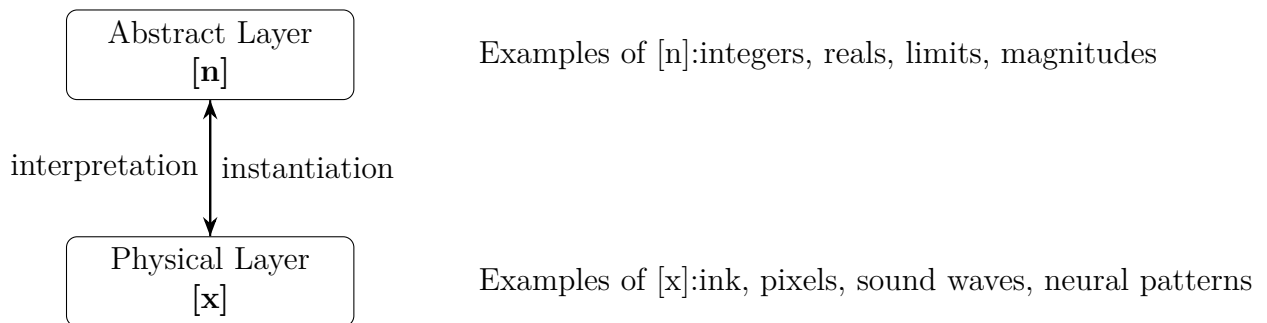 Abstract Layer
[n]
Examples of [n]:integers, reals, limits, magnitudes
interpretation
instantiation
Physical Layer
[x]
Examples of [x]:ink, pixels, sound waves, neural patterns